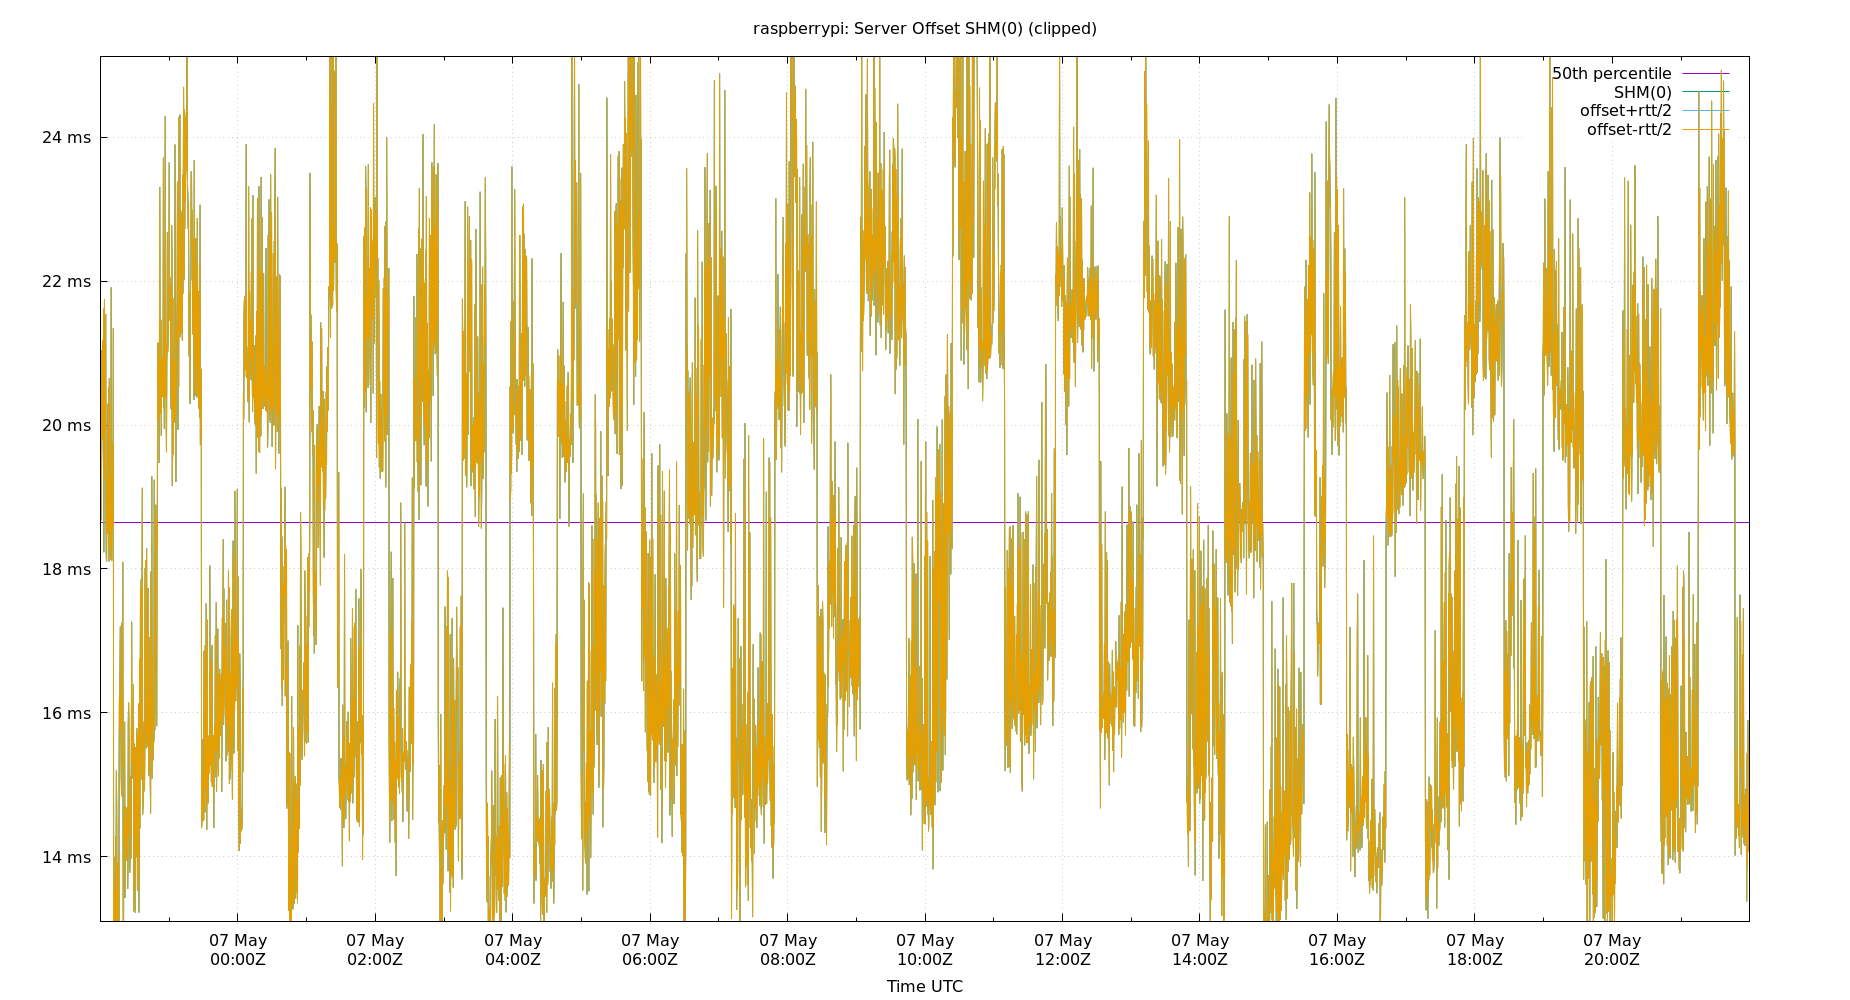 raspberrypi: Server Offset SHM(0) (clipped)
50th percentile
SHM(0)
offset+rtt/2
offset-rtt/2
24 ms
22 ms
20 ms
18 ms
16 ms
14 ms
07 May 07 May 07 May 07 May 07 May 07 May 07 May 07 May 07 May 07 May 07 May
00:00Z 02:00Z 04:00Z 06:00Z 08:00Z 10:00Z 12:00Z 14:00Z 16:00Z 18:00Z 20:00Z
Time UTC